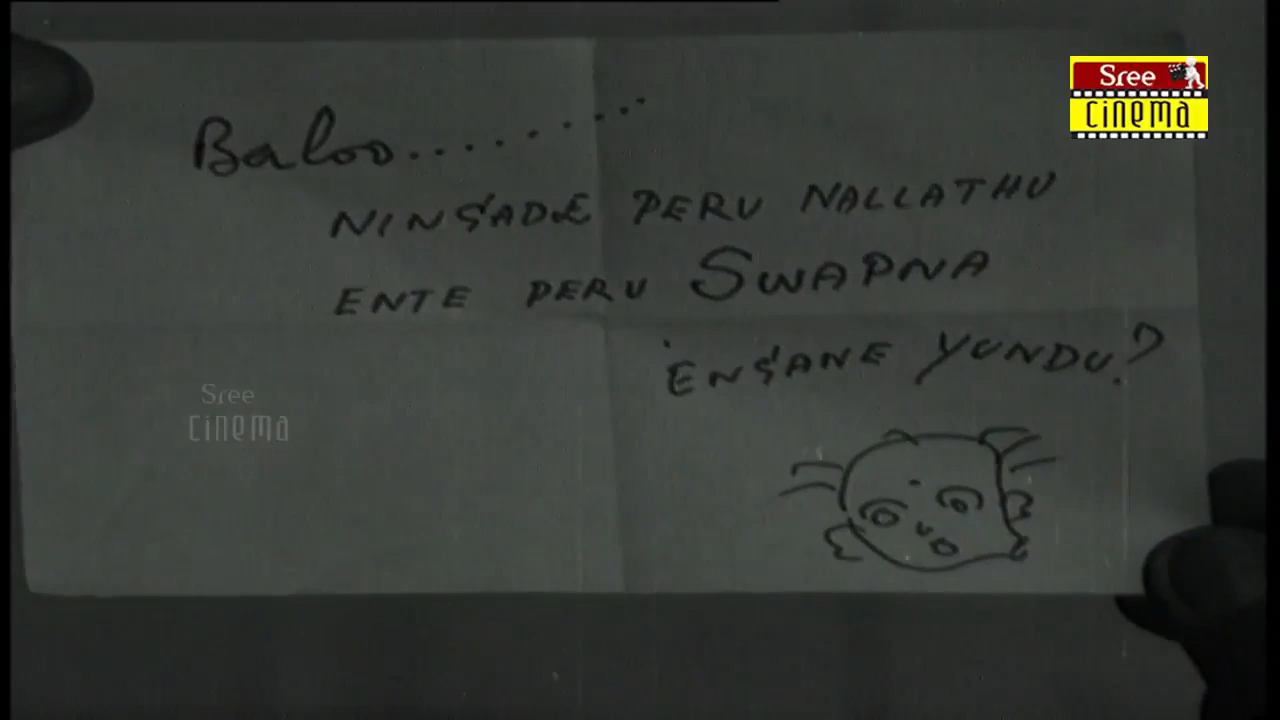 Sree
cinema
Baloo...........
NINGADE PERU NALLATHU
ENTE PERU SWAPNA
ENGANE YUNDU?
Sree
cinema